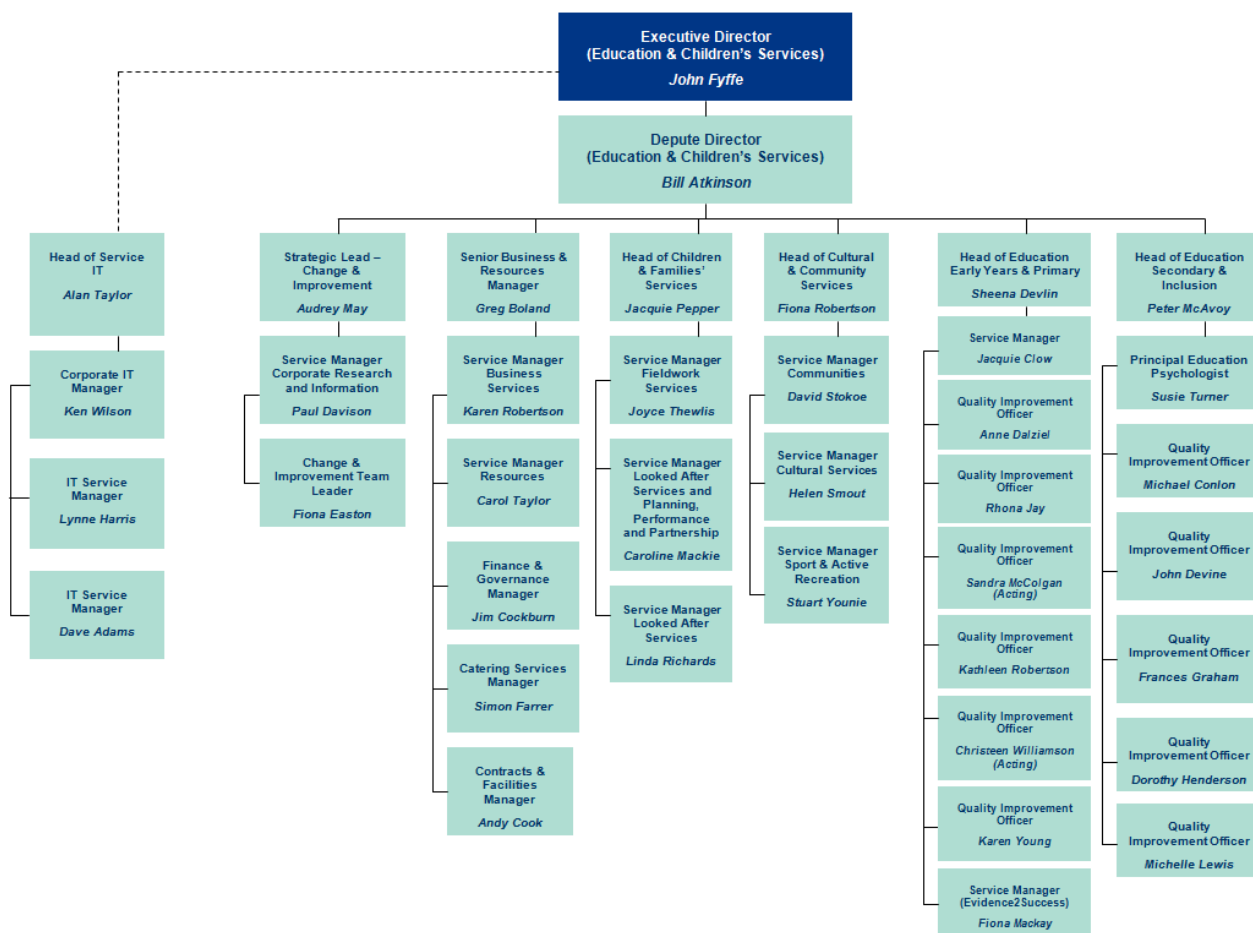 Executive Director
(Education & Children's Services)
John Fyffe
Depute Director
(Education & Children's Services)
Bill Atkinson
Head of Service
IT
Alan Taylor
Corporate IT
Manager
Ken Wilson
IT Service
Manager
Lynne Harris
IT Service
Manager
Dave Adams
Strategic Lead –
Change &
Improvement
Audrey May
Service Manager
Corporate Research
and Information
Paul Davison
Change &
Improvement Team
Leader
Fiona Easton
Senior Business &
Resources
Manager
Greg Boland
Service Manager
Business
Services
Karen Robertson
Service Manager
Resources
Carol Taylor
Finance &
Governance
Manager
Jim Cockburn
Catering Services
Manager
Simon Farrer
Contracts &
Facilities
Manager
Andy Cook
Head of Children
& Families'
Services
Jacquie Pepper
Service Manager
Fieldwork
Services
Joyce Thewlis
Service Manager
Looked After
Services and
Planning,
Performance
and Partnership
Caroline Mackie
Service Manager
Looked After
Services
Linda Richards
Head of Cultural
& Community
Services
Fiona Robertson
Service Manager
Communities
David Stokoe
Service Manager
Cultural Services
Helen Smout
Service Manager
Sport & Active
Recreation
Stuart Younie
Head of Education
Early Years & Primary
Sheena Devlin
Service Manager
Jacquie Clow
Quality Improvement
Officer
Anne Dalziel
Quality Improvement
Officer
Rhona Jay
Quality Improvement
Officer
Sandra McColgan
(Acting)
Quality Improvement
Officer
Kathleen Robertson
Quality Improvement
Officer
Christeen Williamson
(Acting)
Quality Improvement
Officer
Karen Young
Service Manager
(Evidence2Success)
Fiona Mackay
Head of Education
Secondary &
Inclusion
Peter McAvoy
Principal Education
Psychologist
Susie Turner
Quality
Improvement Officer
Michael Conlon
Quality
Improvement Officer
John Devine
Quality
Improvement Officer
Frances Graham
Quality
Improvement Officer
Dorothy Henderson
Quality
Improvement Officer
Michelle Lewis